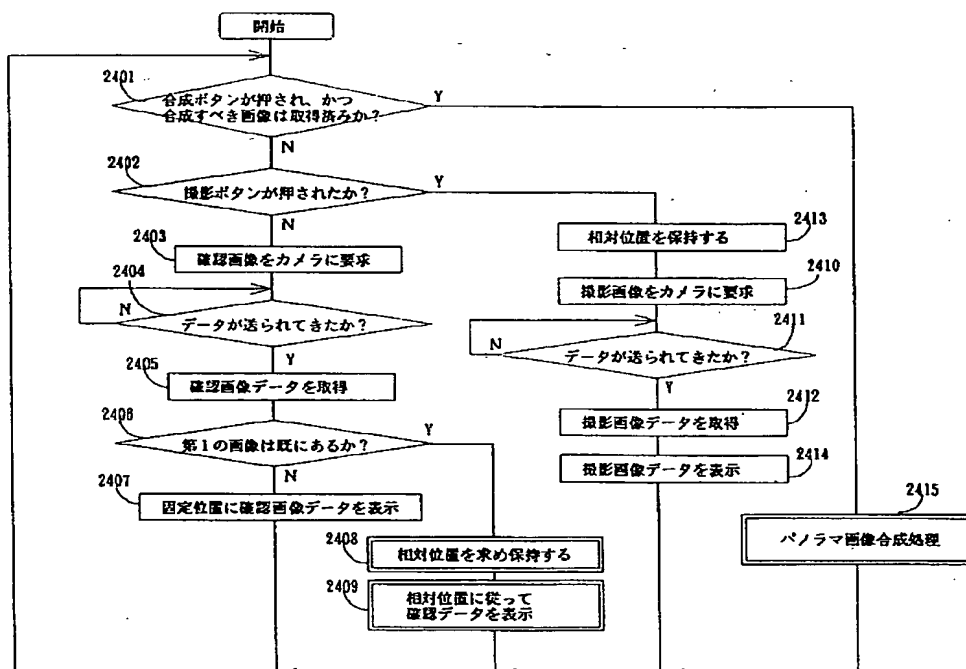 開始
2401
合成ボタンが押され、かつ
合成すべき画像は取得済みか?
Y
N
2402
撮影ボタンが押されたか?
Y
N
2403
確認画像をカメラに要求
2404
データが送られてきたか?
N
Y
2405
確認画像データを取得
2406
第1の画像は既にあるか?
Y
N
2407
固定位置に確認画像データを表示
2408
相対位置を求め保持する
2409
相対位置に従って
確認データを表示
2413
相対位置を保持する
2410
撮影画像をカメラに要求
2411
データが送られてきたか?
N
Y
2412
撮影画像データを取得
2414
撮影画像データを表示
2415
パノラマ画像合成処理